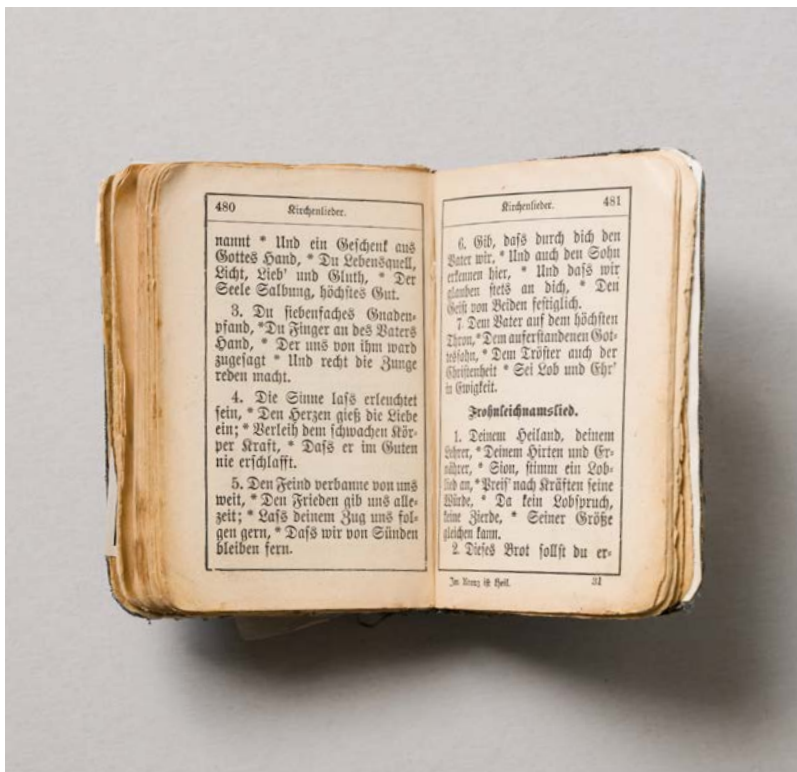 480
Kirchenlieder.
nannt * Und ein Geschenk aus
Gottes Hand, * Du Lebensquell,
Licht, Lieb' und Gluth, * Der
Seele Salbung, höchstes Gut.
3. Du siebenfaches Gnaden-
pfand, * Du Finger an des Vaters
Hand, * Der uns von ihm ward
zugesagt * Und recht die Zunge
reden macht.
4. Die Sinne lass erleuchtet
sein, * Den Herzen gieß die Liebe
ein; * Verleih dem schwachen Kör-
per Kraft, * Dass er im Guten
nie erschlafft.
5. Den Feind verbanne von uns
weit, * Den Frieden gib uns alle-
zeit; * Lass deinem Zug uns fol-
gen gern, * Dass wir von Sünden
bleiben fern.
Kirchenlieder.
481
6. Gib, dass durch dich den
Vater wir, * Und auch den Sohn
erkennen hier, * Und dass wir
glauben stets an dich, * Den
Geist von Beiden festiglich.
7. Dem Vater auf dem höchsten
Thron, * Dem auferstandenen Got-
tessohn, * Dem Tröster auch der
Christenheit * Sei Lob und Ehr'
in Ewigkeit.
Frohnleichnamslied.
1. Deinem Heiland, deinem
Lehrer, * Deinem Hirten und Er-
nährer, * Sion, stimm ein Lob-
lied an, * Preis' nach Kräften seine
Würde, * Da kein Lobspruch,
keine Zierde, * Seiner Größe
gleichen kann.
2. Dieses Brot sollst du er-
Im Kreuz ist Heil.
31